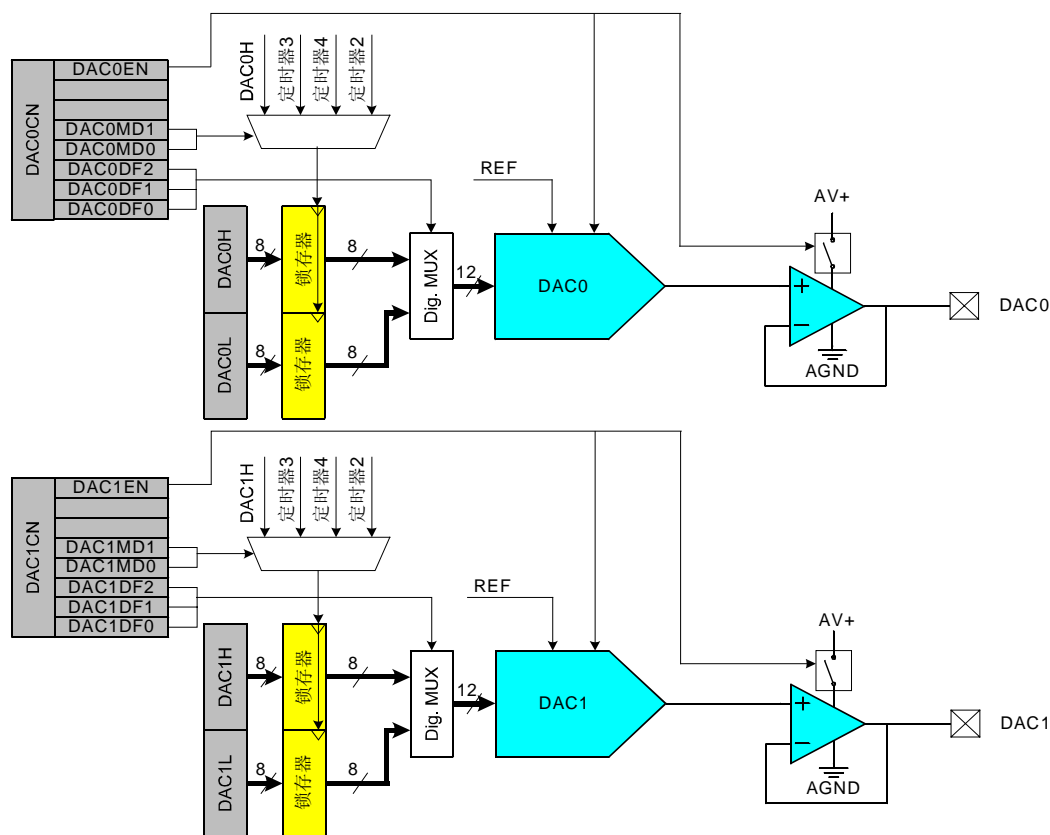 DAC0CN
DAC0EN
DAC0MD1
DAC0MD0
DAC0DF2
DAC0DF1
DAC0DF0
DAC0H
定时器3
定时器4
定时器2
REF
AV+
DAC0H
8
锁存器
8
Dig. MUX
12
DAC0
+
−
DAC0
DAC0L
8
锁存器
8
AGND
DAC1CN
DAC1EN
DAC1MD1
DAC1MD0
DAC1DF2
DAC1DF1
DAC1DF0
DAC1H
定时器3
定时器4
定时器2
REF
AV+
DAC1H
8
锁存器
8
Dig. MUX
12
DAC1
+
−
DAC1
DAC1L
8
锁存器
8
AGND